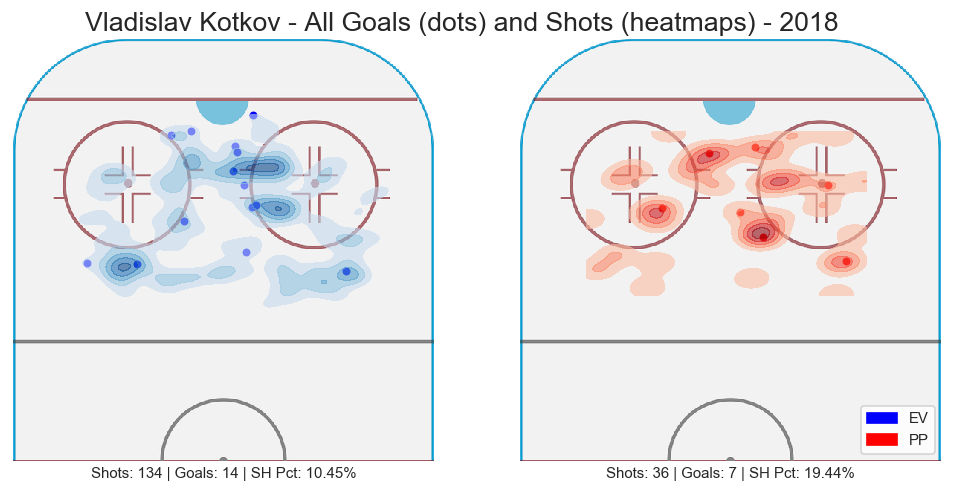 Vladislav Kotkov - All Goals (dots) and Shots (heatmaps) - 2018
EV
PP
Shots: 134 | Goals: 14 | SH Pct: 10.45%
Shots: 36 | Goals: 7 | SH Pct: 19.44%